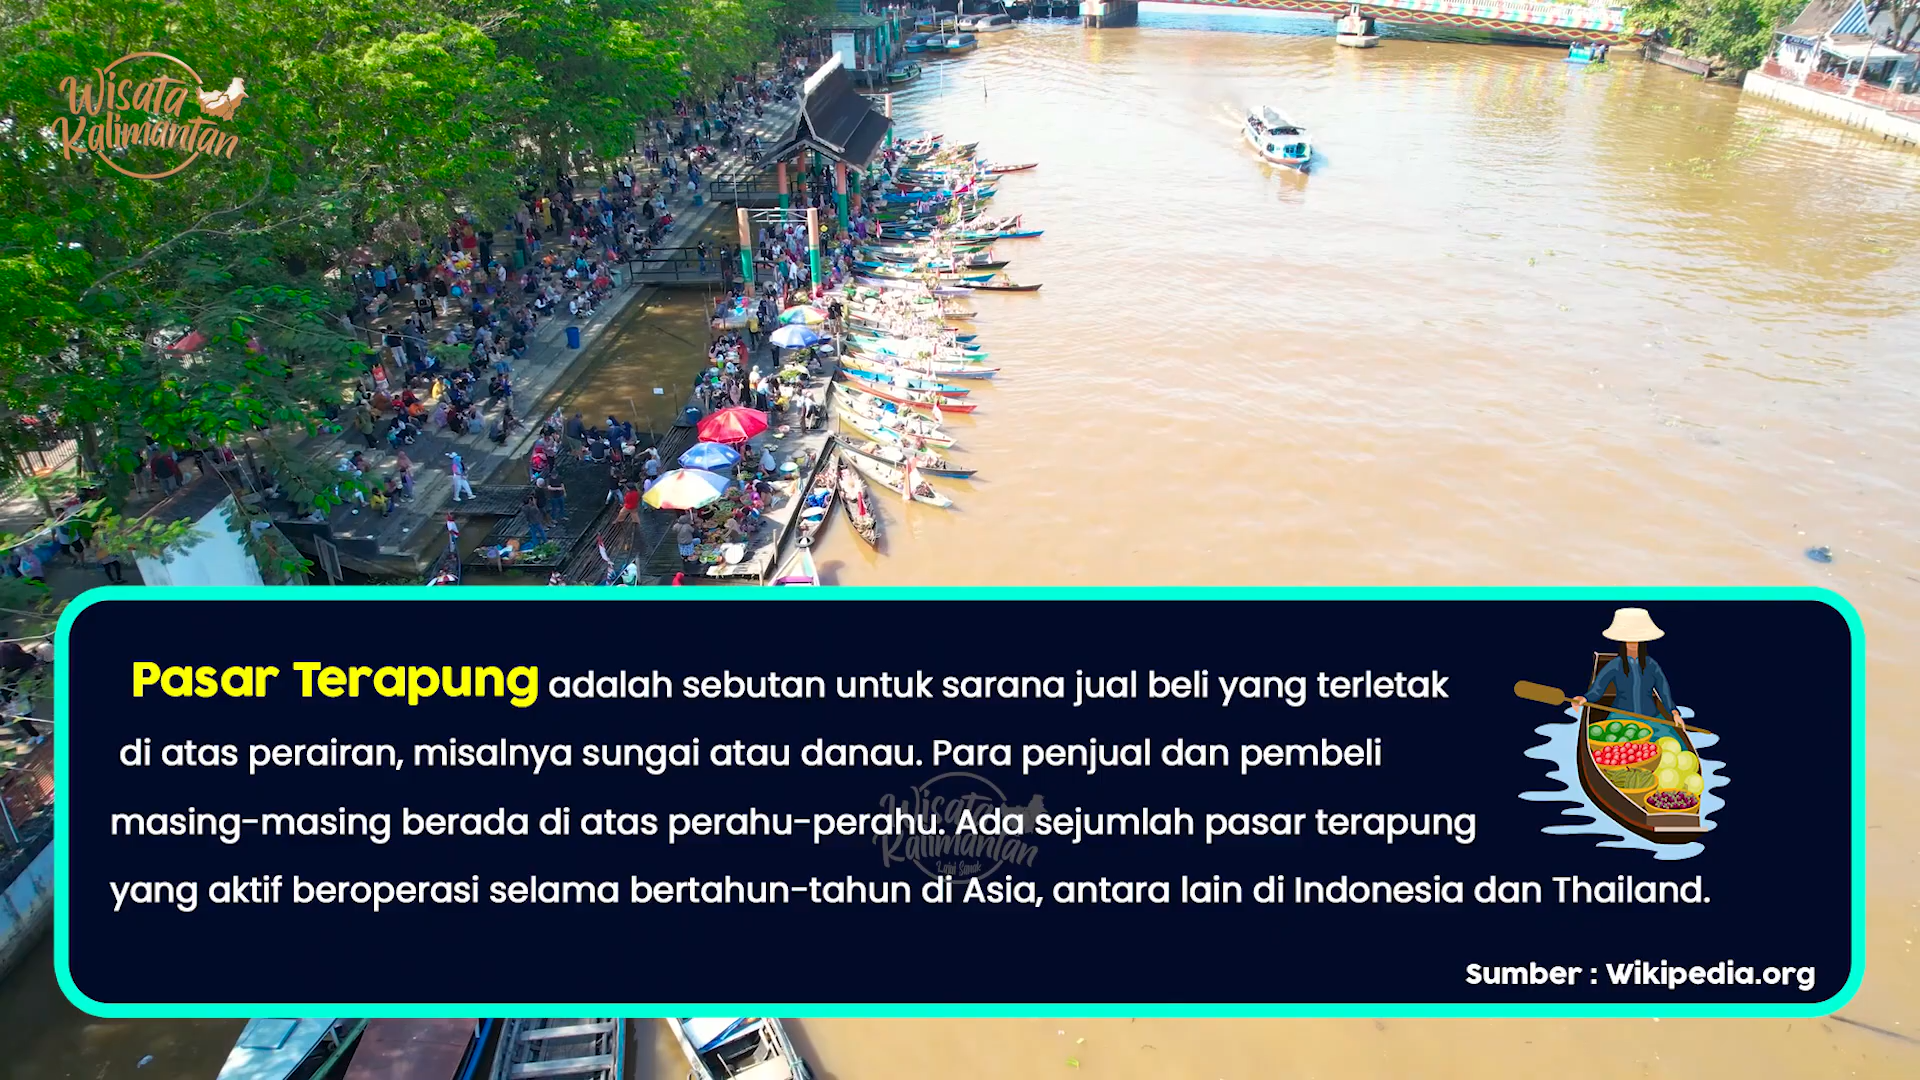 Wisata
Kalimantan
Pasar Terapung adalah sebutan untuk sarana jual beli yang terletak
di atas perairan, misalnya sungai atau danau. Para penjual dan pembeli
masing-masing berada di atas perahu-perahu. Ada sejumlah pasar terapung
yang aktif beroperasi selama bertahun-tahun di Asia, antara lain di Indonesia dan Thailand.
Wisata
Kalimantan
Sumber : Wikipedia.org